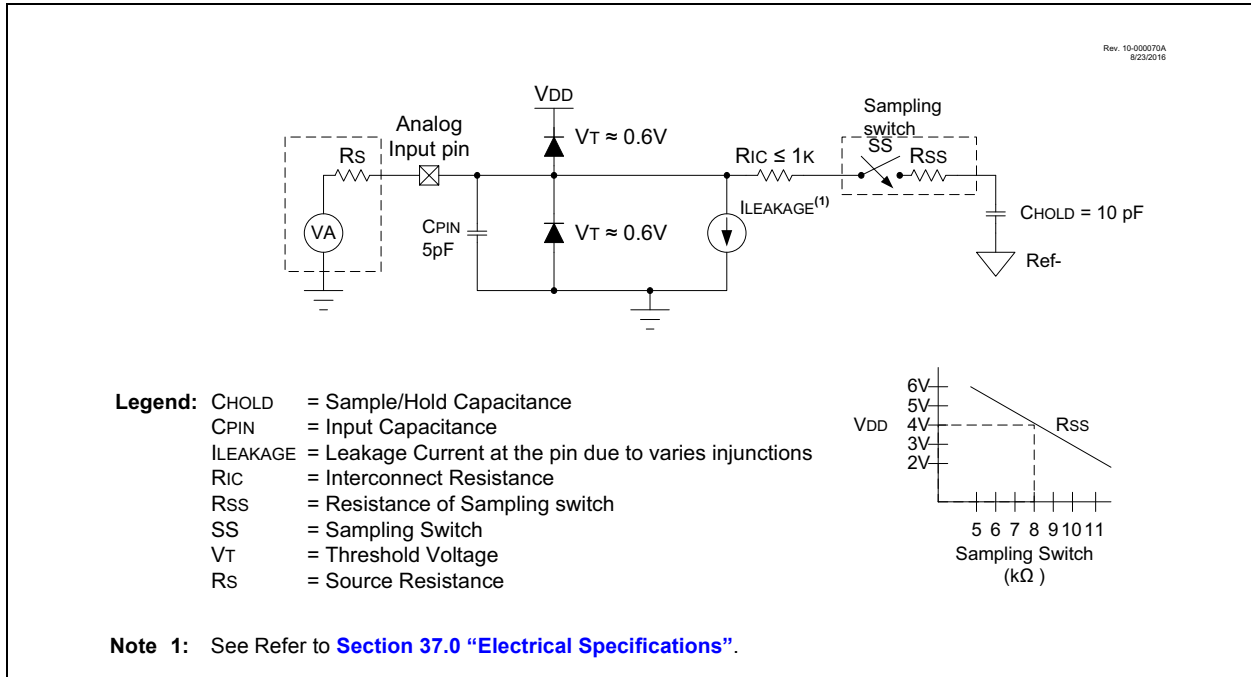 Rev. 10-000070A
8/23/2016
VDD
Sampling
switch
Analog
Input pin
VT ≈ 0.6V
RS
RIC ≤ 1K
SS
RSS
ILEAKAGE(1)
CHOLD = 10 pF
VA
CPIN
5pF
VT ≈ 0.6V
Ref-
Legend: CHOLD = Sample/Hold Capacitance
CPIN = Input Capacitance
ILEAKAGE = Leakage Current at the pin due to varies injunctions
RIC = Interconnect Resistance
RSS = Resistance of Sampling switch
SS = Sampling Switch
VT = Threshold Voltage
RS = Source Resistance
6V
5V
VDD
4V
3V
2V
RSS
5 6 7 8 9 10 11
Sampling Switch
(kΩ )
Note 1: See Refer to Section 37.0 “Electrical Specifications”.